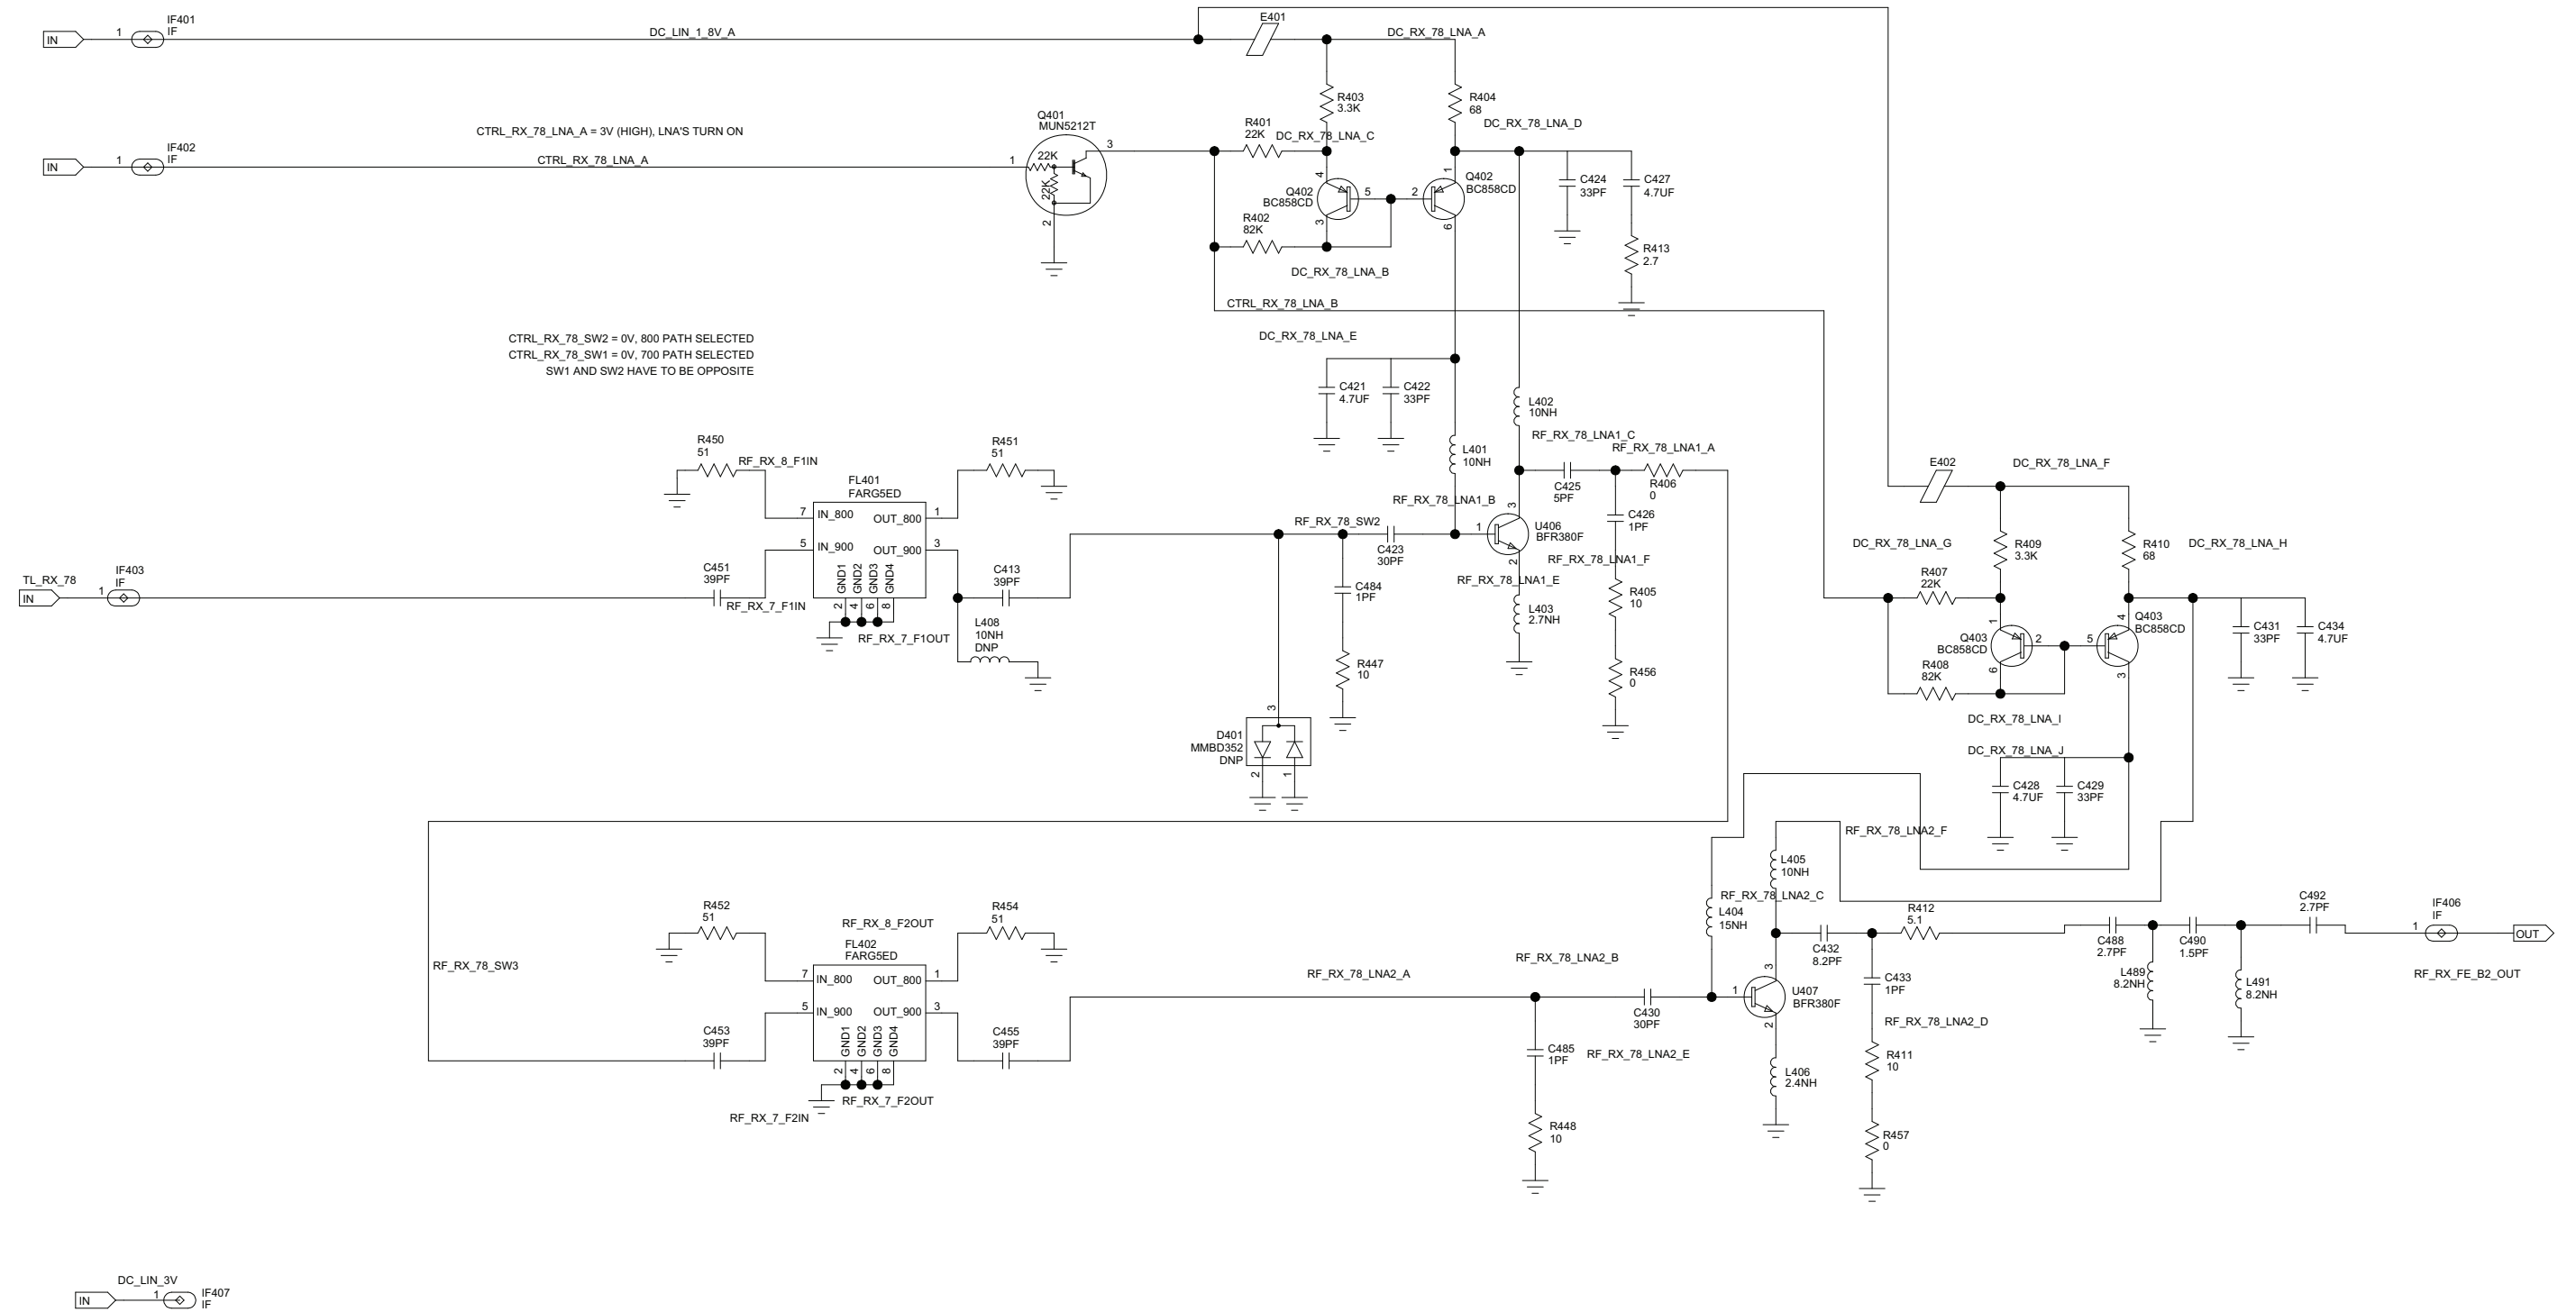 IF401
IF
IN
1
DC_LIN_1_8V_A
E401
DC_RX_78_LNA_A
R403
3.3K
R404
68
CTRL_RX_78_LNA_A = 3V (HIGH), LNA'S TURN ON
Q401
MUN5212T
R401
22K
DC_RX_78_LNA_C
DC_RX_78_LNA_D
IF402
IF
IN
1
CTRL_RX_78_LNA_A
1
22K
22K
3
2
Q402
BC858CD
4
5
3
2
1
6
Q402
BC858CD
C424
33PF
C427
4.7UF
R402
82K
R413
2.7
DC_RX_78_LNA_B
CTRL_RX_78_LNA_B
DC_RX_78_LNA_E
CTRL_RX_78_SW2 = 0V, 800 PATH SELECTED
CTRL_RX_78_SW1 = 0V, 700 PATH SELECTED
SW1 AND SW2 HAVE TO BE OPPOSITE
C421
4.7UF
C422
33PF
L402
10NH
RF_RX_78_LNA1_C
RF_RX_78_LNA1_A
R450
51
RF_RX_8_F1IN
R451
51
L401
10NH
C425
5PF
R406
0
E402
DC_RX_78_LNA_F
FL401
FARG5ED
7
IN_800
OUT_800
1
5
IN_900
OUT_900
3
GND1
GND2
GND3
GND4
2
4
6
8
RF_RX_78_LNA1_B
RF_RX_78_SW2
C423
30PF
1
3
2
U406
BFR380F
C426
1PF
RF_RX_78_LNA1_F
RF_RX_78_LNA1_E
DC_RX_78_LNA_G
R409
3.3K
R410
68
DC_RX_78_LNA_H
TL_RX_78
IN
1
IF403
IF
C451
39PF
RF_RX_7_F1IN
RF_RX_7_F1OUT
C413
39PF
L408
10NH
DNP
C484
1PF
L403
2.7NH
R405
10
R407
22K
Q403
BC858CD
1
2
6
5
4
3
Q403
BC858CD
C431
33PF
C434
4.7UF
R447
10
R456
0
R408
82K
DC_RX_78_LNA_I
D401
MMBD352
DNP
3
2
1
DC_RX_78_LNA_J
C428
4.7UF
C429
33PF
RF_RX_78_LNA2_F
L405
10NH
RF_RX_78_LNA2_C
L404
15NH
R452
51
RF_RX_8_F2OUT
R454
51
FL402
FARG5ED
7
IN_800
OUT_800
1
5
IN_900
OUT_900
3
GND1
GND2
GND3
GND4
2
4
6
8
RF_RX_78_SW3
RF_RX_78_LNA2_A
RF_RX_78_LNA2_B
C432
8.2PF
R412
5.1
C488
2.7PF
C490
1.5PF
C492
2.7PF
IF406
IF
1
OUT
RF_RX_FE_B2_OUT
L489
8.2NH
L491
8.2NH
1
3
2
U407
BFR380F
C433
1PF
C430
30PF
RF_RX_78_LNA2_D
C453
39PF
C455
39PF
C485
1PF
RF_RX_78_LNA2_E
L406
2.4NH
R411
10
RF_RX_7_F2OUT
RF_RX_7_F2IN
R448
10
R457
0
DC_LIN_3V
IN
1
IF407
IF